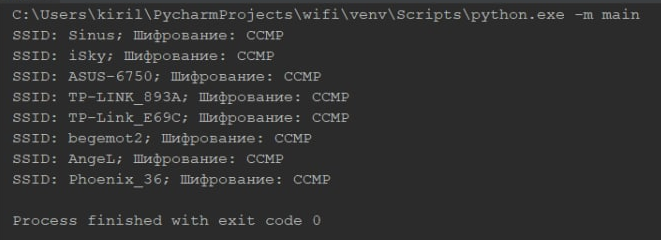 C:\Users\kiril\PycharmProjects\wifi\venv\Scripts\python.exe -m main
SSID: Sinus; Шифрование: CCMP
SSID: iSky; Шифрование: CCMP
SSID: ASUS-6750; Шифрование: CCMP
SSID: TP-LINK_893A; Шифрование: CCMP
SSID: TP-Link_E69C; Шифрование: CCMP
SSID: begemot2; Шифрование: CCMP
SSID: AngeL; Шифрование: CCMP
SSID: Phoenix_36; Шифрование: CCMP
Process finished with exit code 0